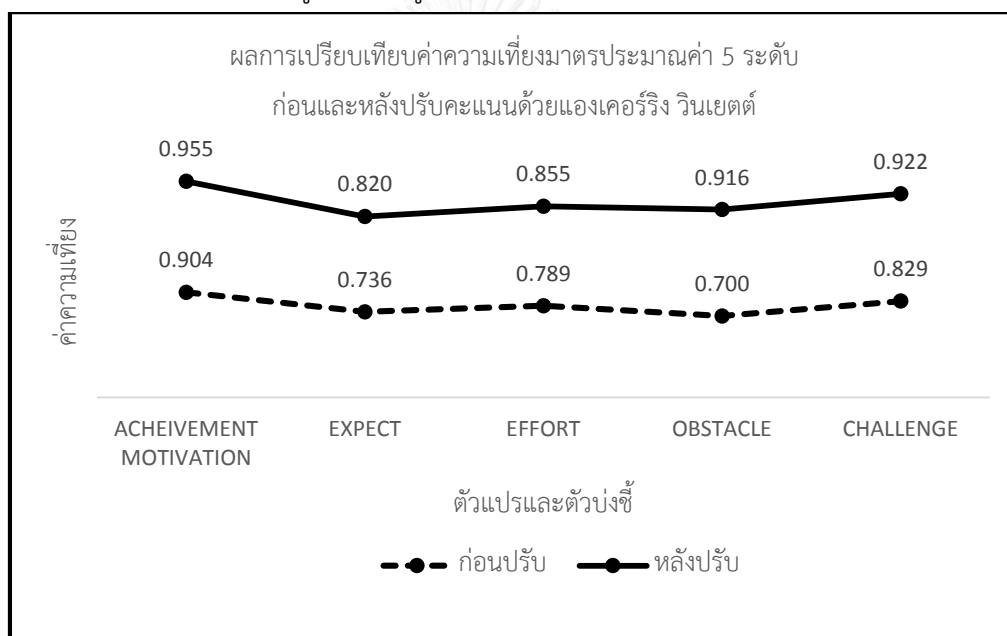 ผลการเปรียบเทียบค่าความเที่ยงมาตรประมาณค่า 5 ระดับ
ก่อนและหลังปรับคะแนนด้วยแองเคอร์ริง วินเยตต์
0.955
0.820
0.855
0.916
0.922
0.904
0.736
0.789
0.700
0.829
ค่าความเที่ยง
ACHEIVEMENT MOTIVATION
EXPECT
EFFORT
OBSTACLE
CHALLENGE
ตัวแปรและตัวบ่งชี้
ก่อนปรับ
หลังปรับ